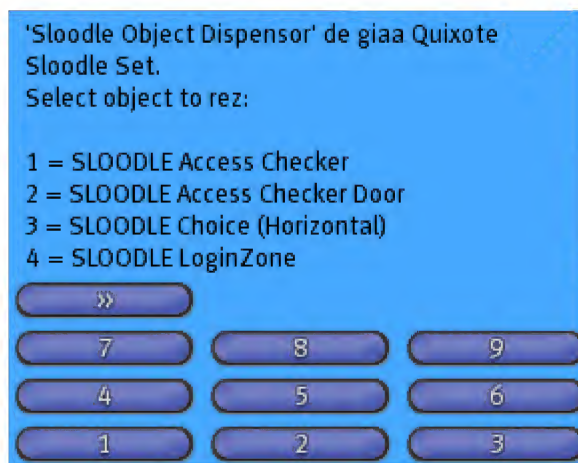 'Sloodle Object Dispensor' de giaa Quixote
Sloodle Set.
Select object to rez:
1 = SLOODLE Access Checker
2 = SLOODLE Access Checker Door
3 = SLOODLE Choice (Horizontal)
4 = SLOODLE LoginZone
»
7 8 9
4 5 6
1 2 3